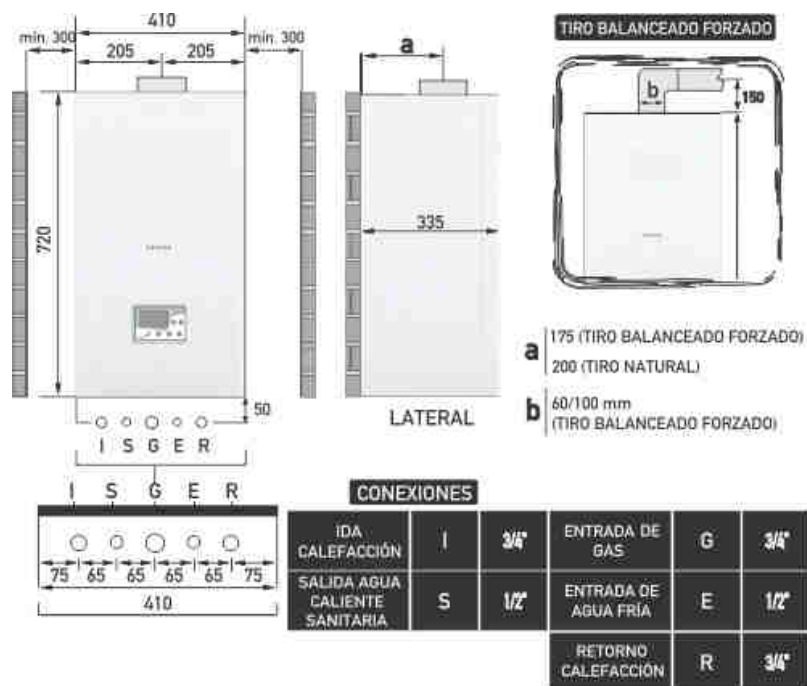 410
min. 300
205
205
min. 300
720
50
I S G E R
a
335
LATERAL
TIRO BALANCEADO FORZADO
b
150
a
175 (TIRO BALANCEADO FORZADO)
200 (TIRO NATURAL)
b
60/100 mm
(TIRO BALANCEADO FORZADO)
I S G E R
75 65 65 65 65 75
410
CONEXIONES
IDA
CALEFACCIÓN
I
3/4"
ENTRADA DE
GAS
G
3/4"
SALIDA AGUA
CALIENTE
SANITARIA
S
1/2"
ENTRADA DE
AGUA FRÍA
E
1/2"
RETORNO
CALEFACCIÓN
R
3/4"